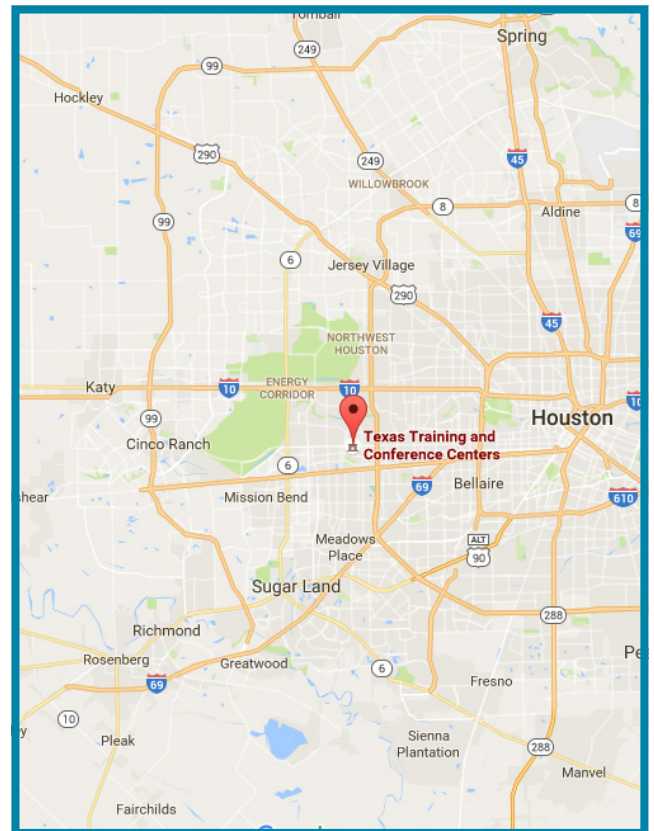 Tomball
Spring
249
99
Hockley
290
45
249
WILLOWBROOK
99
8
Aldine
8
69
6
Jersey Village
290
45
NORTHWEST
HOUSTON
10
ENERGY
CORRIDOR
10
10
Katy
99
Houston
Cinco Ranch
Texas Training and
Conference Centers
6
69
Bellaire
shear
Mission Bend
610
Meadows
Place
ALT
90
Sugar Land
288
Richmond
Rosenberg
Greatwood
6
Pe
69
Fresno
10
Pleak
Sienna
Plantation
288
Manvel
Fairchilds